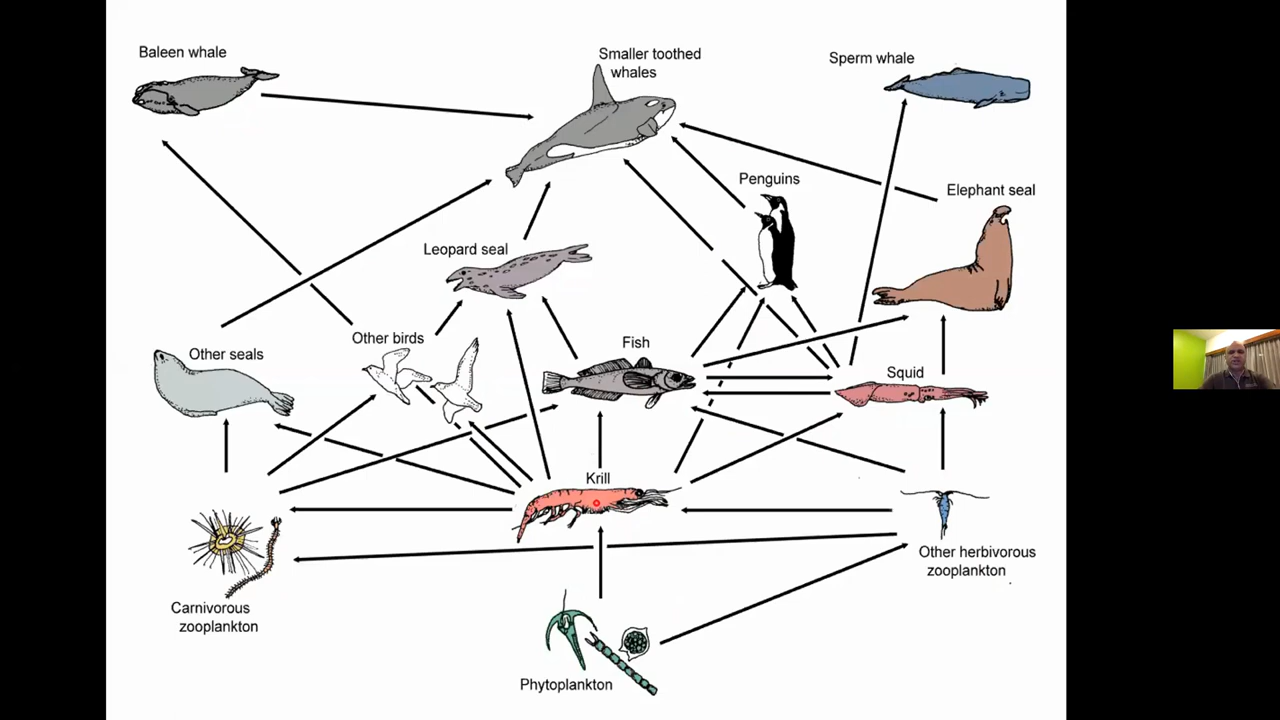 Baleen whale
Smaller toothed
whales
Sperm whale
Penguins
Elephant seal
Leopard seal
Other birds
Fish
Other seals
Squid
Krill
Other herbivorous
zooplankton
Carnivorous
zooplankton
Phytoplankton